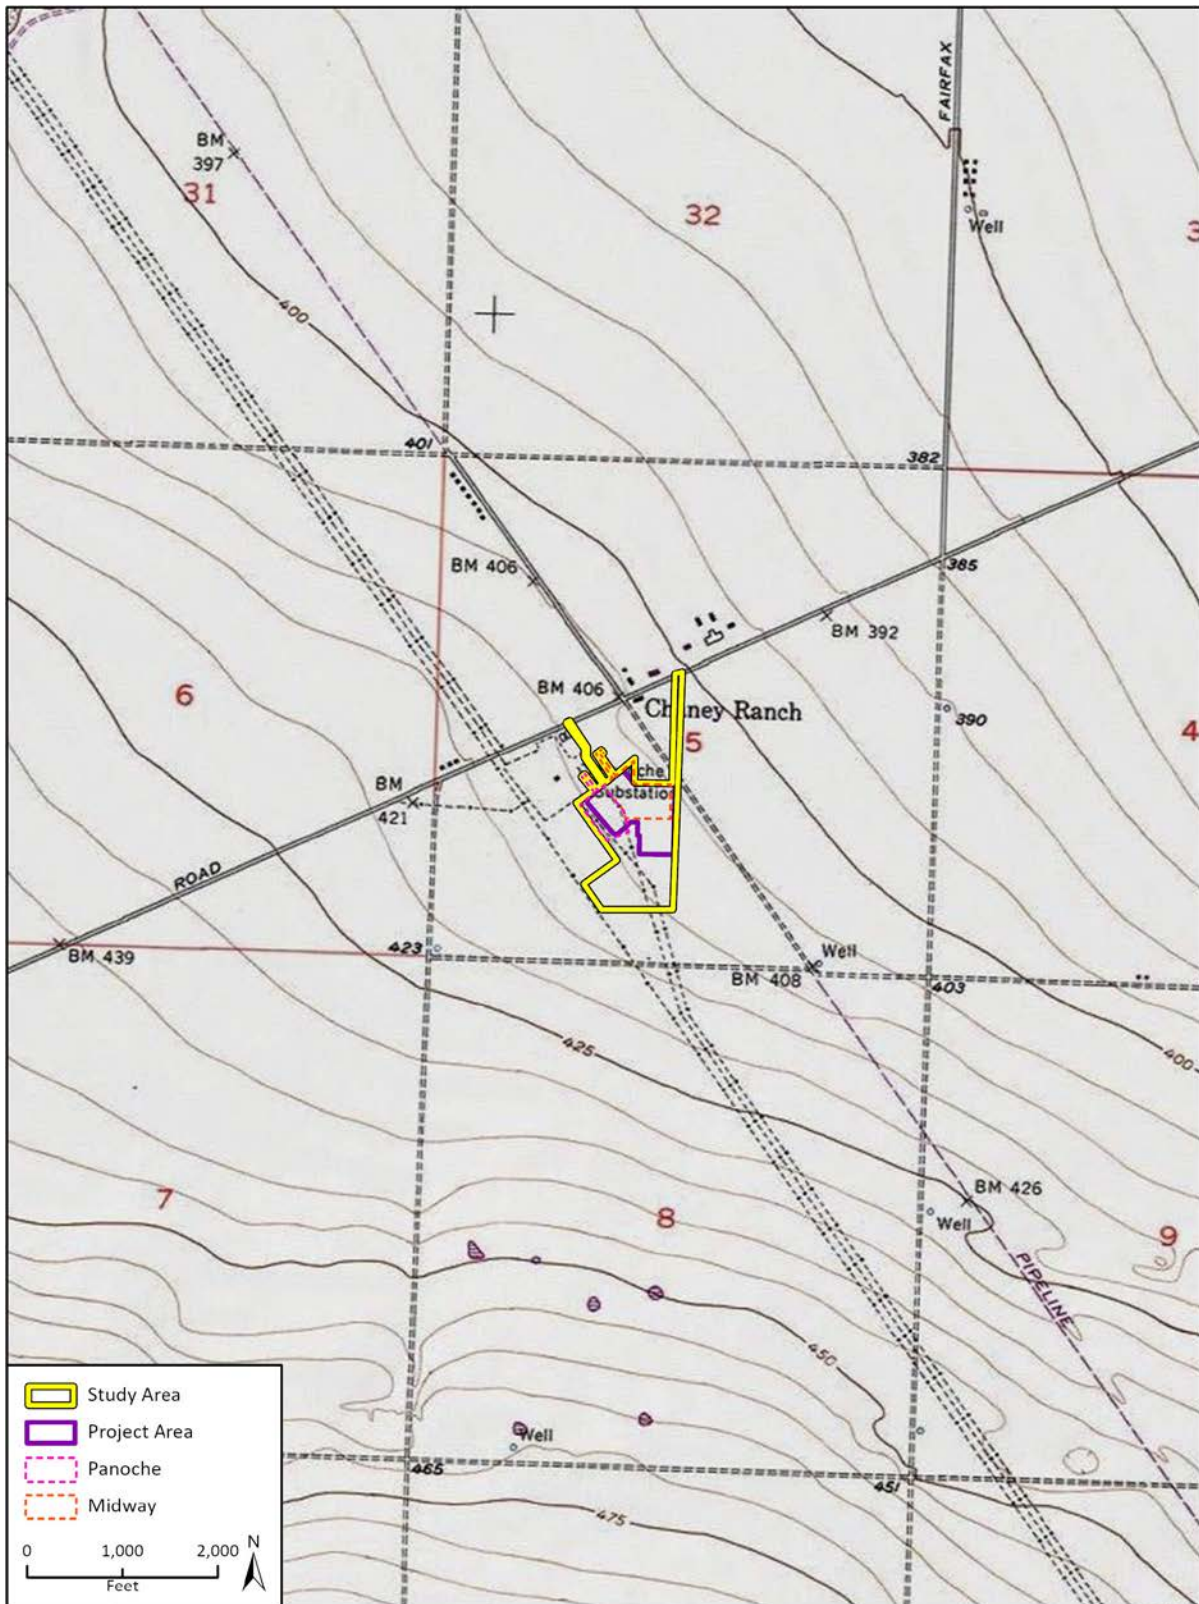 FAIRFAX
BM
397
31
32
3
Well
400
401
382
BM 406
385
BM 392
6
BM 406
Chaney Ranch
390
5
4
che
Substation
BM
421
ROAD
BM 439
423
Well
BM 408
403
425
400
7
8
BM 426
Well
9
PIPELINE
450
Well
465
451
475
Study Area
Project Area
Panoche
Midway
0 1,000 2,000
Feet
N